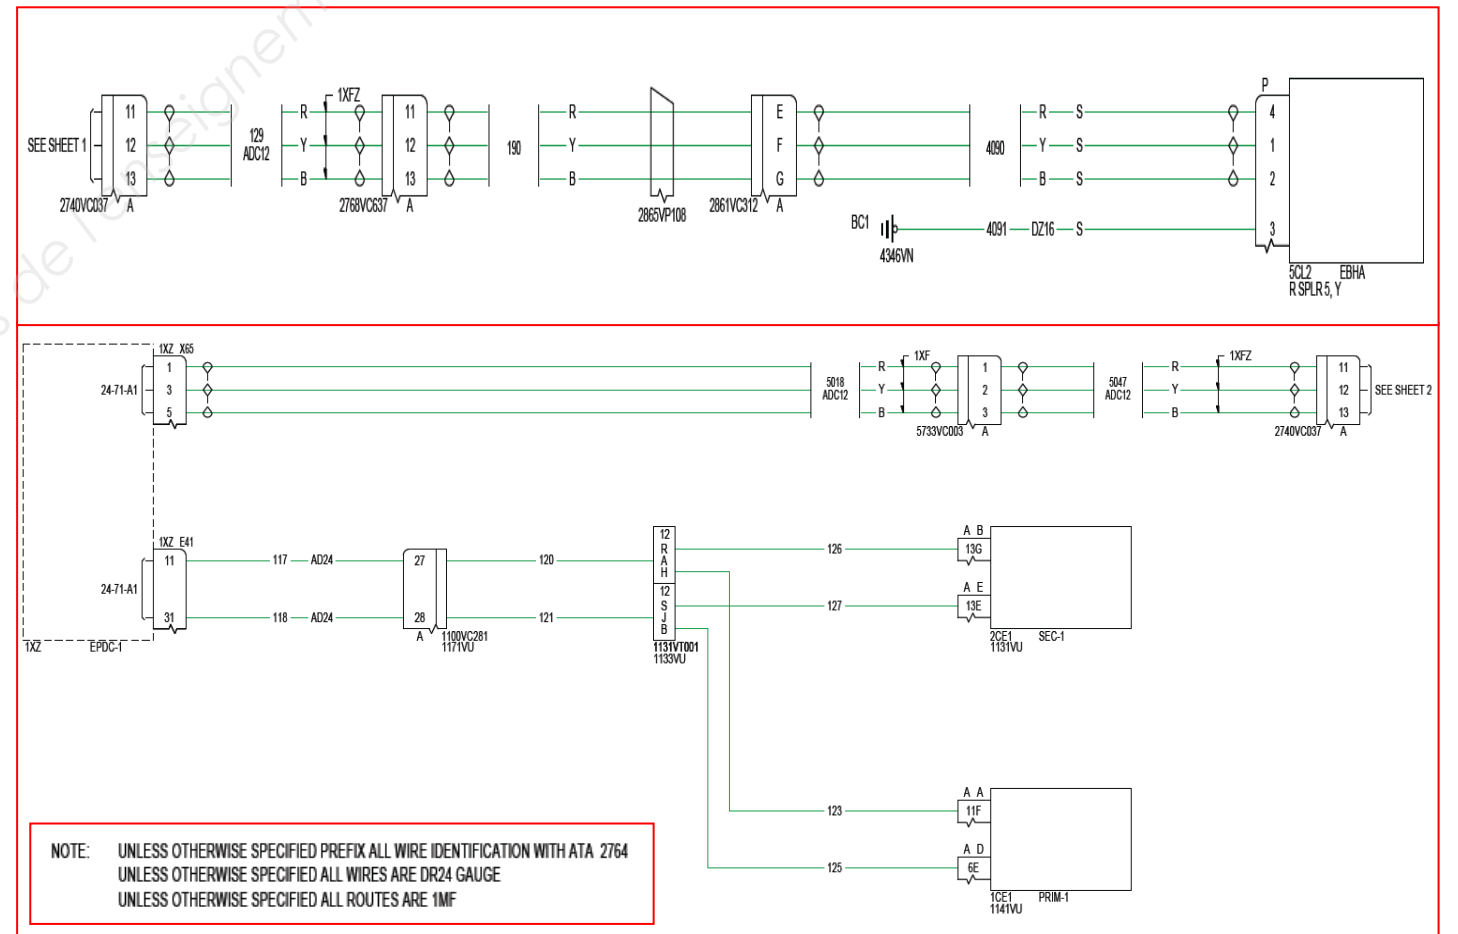 de l'enseignem
P
1XFZ
11 R 11 R E R S 4
SEE SHEET 1 12 129 ADC12 Y 12 190 Y F 4090 Y S 1
13 B 13 B G B S 2
2740VC037 A 2768VC637 A 2865VP108 2861VC312 A
BC1 4091 DZ16 S 3
4346VN
5CL2 EBHA
R SPLR 5, Y
1XZ X65 1XF 1XFZ
1 R 1 R 11
24-71-A1 3 5018 ADC12 Y 2 5047 ADC12 Y 12 SEE SHEET 2
5 B 3 B 13
5733VC003 A 2740VC037 A
1XZ E41
11 117 AD24 27 120
24-71-A1
31 118 AD24 28 121
1XZ EPDC-1
A 1100VC281
1171VU
12
R
A
H
12
S
J
B
1131VT001
1133VU
126
127
A B
13G
A E
13E
2CE1 SEC-1
1131VU
123
125
A A
11F
A D
6E
1CE1 PRIM-1
1141VU
NOTE: UNLESS OTHERWISE SPECIFIED PREFIX ALL WIRE IDENTIFICATION WITH ATA 2764
UNLESS OTHERWISE SPECIFIED ALL WIRES ARE DR24 GAUGE
UNLESS OTHERWISE SPECIFIED ALL ROUTES ARE 1MF